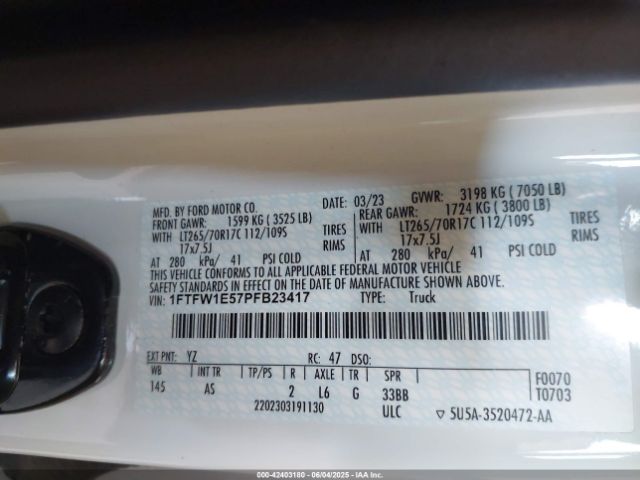 MFD. BY FORD MOTOR CO. DATE: 03/23 GVWR: 3198 KG ( 7050 LB)
FRONT GAWR: 1599 KG ( 3525 LB) REAR GAWR: 1724 KG ( 3800 LB)
WITH LT265/70R17C 112/109S TIRES WITH LT265/70R17C 112/109S TIRES
17x7.5J RIMS 17x7.5J RIMS
AT 280 kPa/ 41 PSI COLD AT 280 kPa/ 41 PSI COLD
THIS VEHICLE CONFORMS TO ALL APPLICABLE FEDERAL MOTOR VEHICLE
SAFETY STANDARDS IN EFFECT ON THE DATE OF MANUFACTURE SHOWN ABOVE.
VIN: 1FTFW1E57PFB23417 TYPE: Truck
EXT PNT: YZ RC: 47 DSO:
WB INT TR TP/PS R AXLE TR SPR F0070
145 AS 2 L6 G 33BB T0703
2202303191130 ULC ▽ 5U5A-3520472-AA
000-42403180 - 06/04/2025 - IAAI.COM